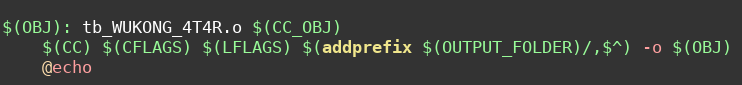 $(OBJ): tb_WUKONG_4T4R.o $(CC_OBJ)
$(CC) $(CFLAGS) $(LFLAGS) $(addprefix $(OUTPUT_FOLDER)/,$^) -o $(OBJ)
@echo